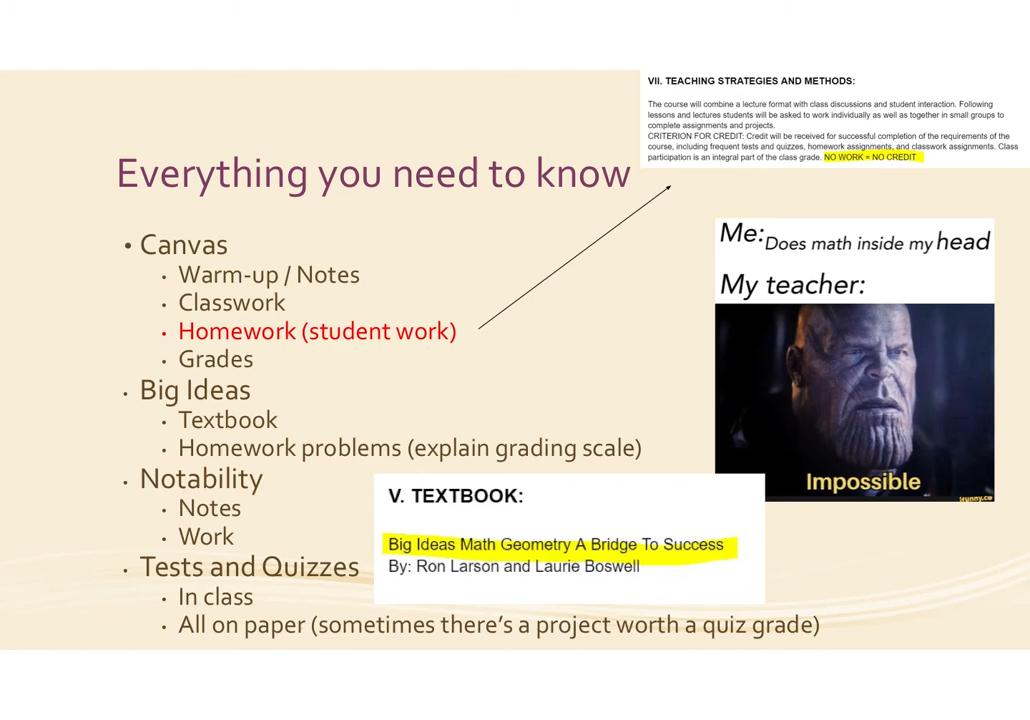 VII. TEACHING STRATEGIES AND METHODS:
The course will combine a lecture format with class discussions and student interaction. Following
lessons and lectures students will be asked to work individually as well as together in small groups to
complete assignments and projects.
CRITERION FOR CREDIT: Credit will be received for successful completion of the requirements of the
course, including frequent tests and quizzes, homework assignments, and classwork assignments. Class
participation is an integral part of the class grade. NO WORK = NO CREDIT
Everything you need to know
• Canvas
• Warm-up / Notes
• Classwork
• Homework (student work)
• Grades
• Big Ideas
• Textbook
• Homework problems (explain grading scale)
• Notability
• Notes
• Work
• Tests and Quizzes
• In class
• All on paper (sometimes there's a project worth a quiz grade)
Me: Does math inside my head
My teacher:
Impossible
ifunny.co
V. TEXTBOOK:
Big Ideas Math Geometry A Bridge To Success
By: Ron Larson and Laurie Boswell